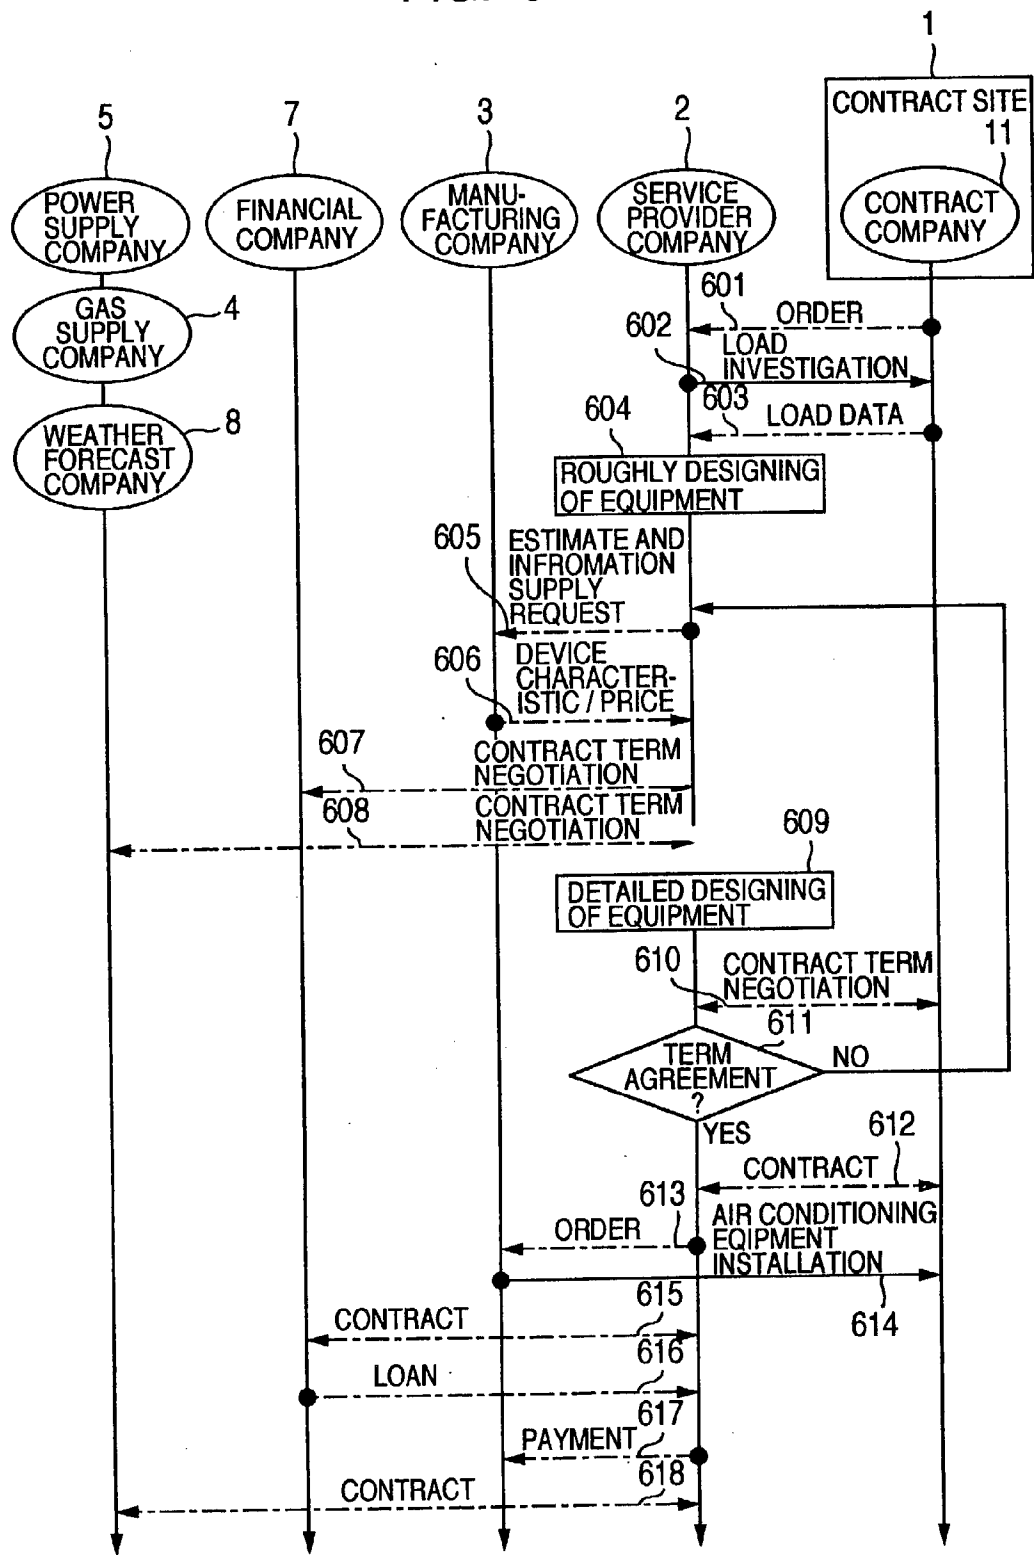 1
CONTRACT SITE
11
5
7
3
2
POWER
SUPPLY
COMPANY
FINANCIAL
COMPANY
MANU-
FACTURING
COMPANY
SERVICE
PROVIDER
COMPANY
CONTRACT
COMPANY
GAS
SUPPLY
COMPANY
4
WEATHER
FORECAST
COMPANY
8
601
ORDER
602
LOAD
INVESTIGATION
603
LOAD DATA
604
ROUGHLY DESIGNING
OF EQUIPMENT
605
ESTIMATE AND
INFROMATION
SUPPLY
REQUEST
606
DEVICE
CHARACTER-
ISTIC / PRICE
607
CONTRACT TERM
NEGOTIATION
608
CONTRACT TERM
NEGOTIATION
609
DETAILED DESIGNING
OF EQUIPMENT
610
CONTRACT TERM
NEGOTIATION
611
TERM
AGREEMENT
?
NO
YES
612
CONTRACT
613
ORDER
AIR CONDITIONING
EQIPMENT
INSTALLATION
614
615
CONTRACT
616
LOAN
617
PAYMENT
618
CONTRACT